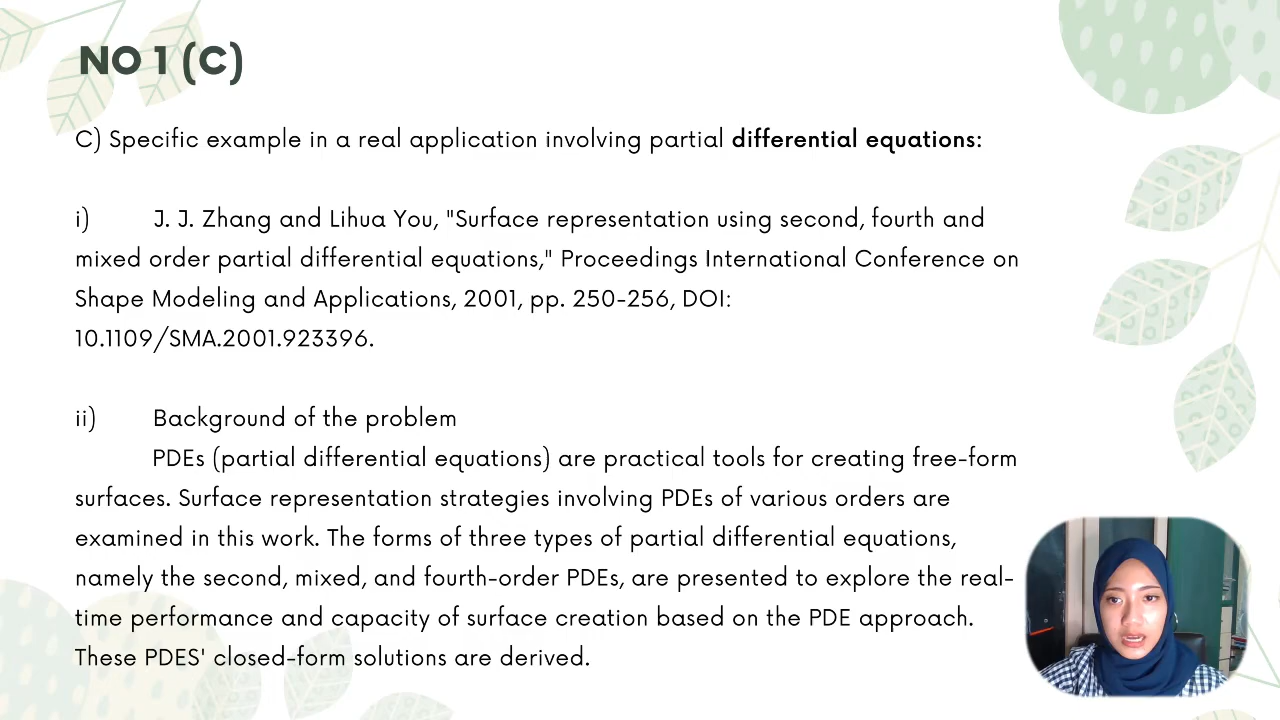 NO 1 (C)
C) Specific example in a real application involving partial differential equations:
i) J. J. Zhang and Lihua You, "Surface representation using second, fourth and
mixed order partial differential equations," Proceedings International Conference on
Shape Modeling and Applications, 2001, pp. 250-256, DOI:
10.1109/SMA.2001.923396.
ii) Background of the problem
PDEs (partial differential equations) are practical tools for creating free-form
surfaces. Surface representation strategies involving PDEs of various orders are
examined in this work. The forms of three types of partial differential equations,
namely the second, mixed, and fourth-order PDEs, are presented to explore the real-
time performance and capacity of surface creation based on the PDE approach.
These PDES' closed-form solutions are derived.